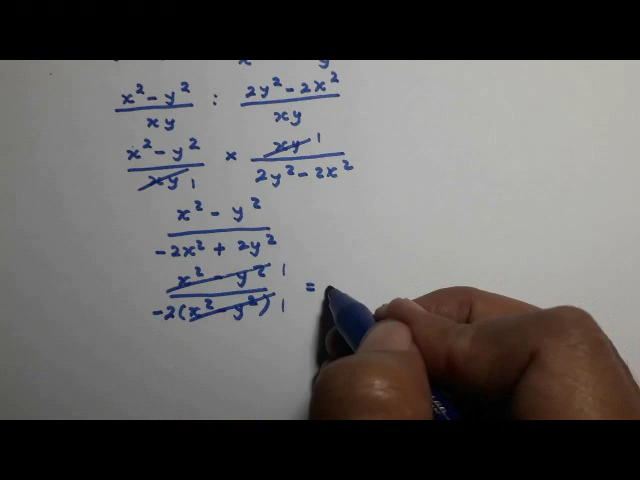 x y
x² - y² / xy : 2y² - 2x² / xy
x² - y² / xy 1 × xy 1 / 2y² - 2x²
x² - y² / -2x² + 2y²
x² - y² 1 / -2(x² - y²) 1 =